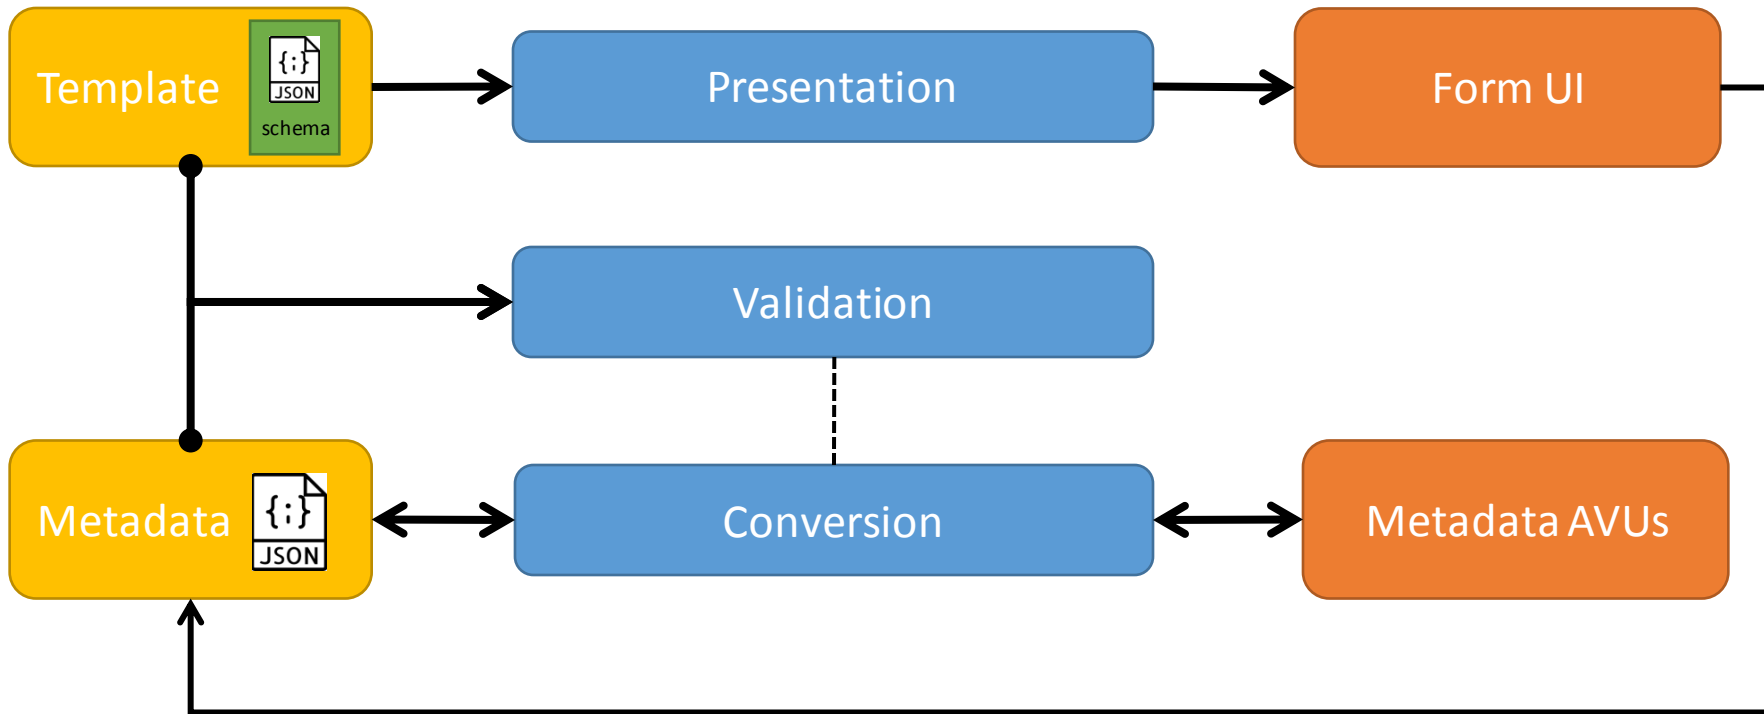 Template
{;}
JSON
schema
Presentation
Form UI
Validation
Metadata
{;}
JSON
Conversion
Metadata AVUs